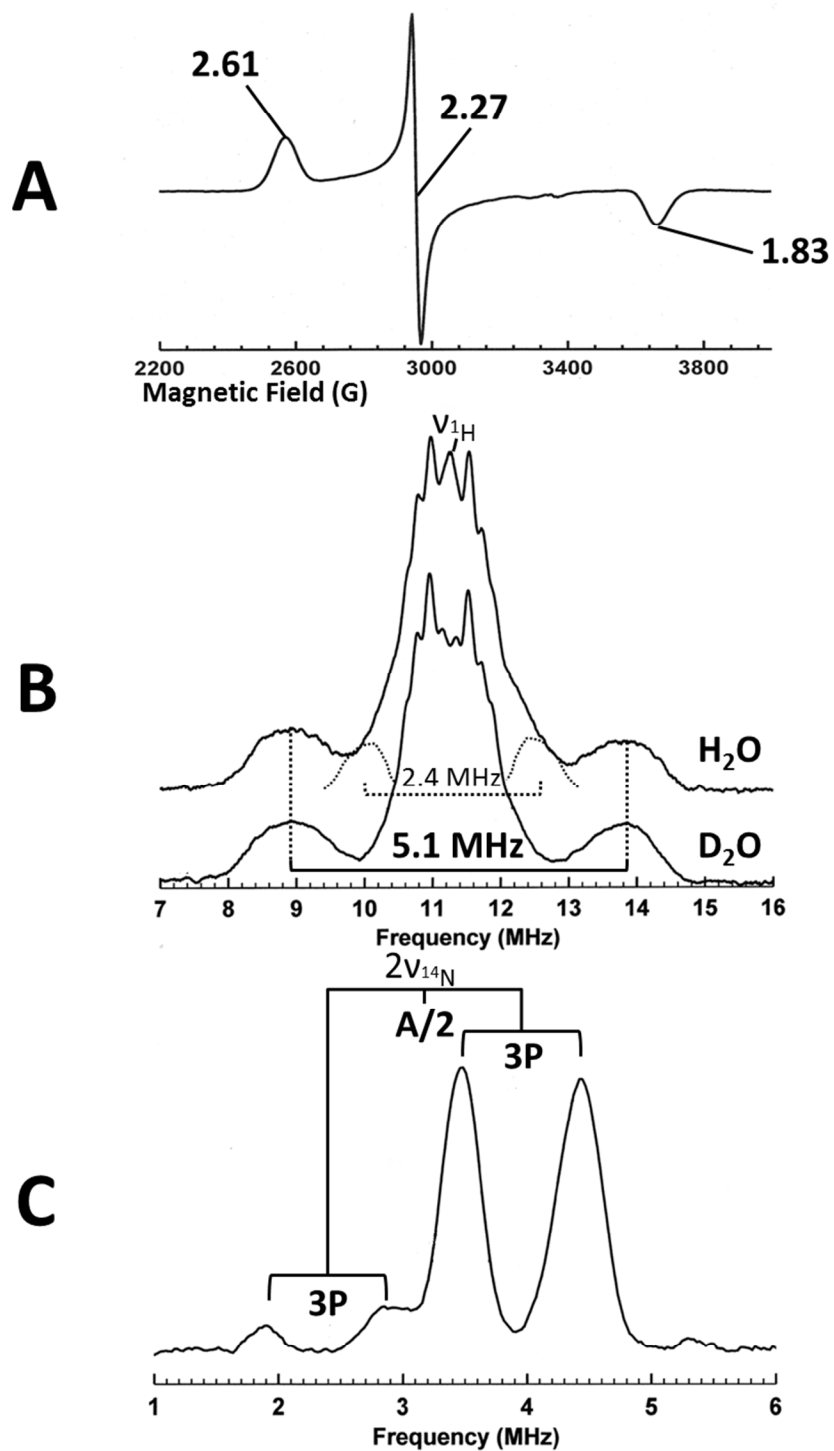 A
2.61
2.27
1.83
2200 2600 3000 3400 3800
Magnetic Field (G)
B
ν1H
H2O
2.4 MHz
5.1 MHz
D2O
7 8 9 10 11 12 13 14 15 16
Frequency (MHz)
C
2ν14N
A/2
3P
3P
1 2 3 4 5 6
Frequency (MHz)